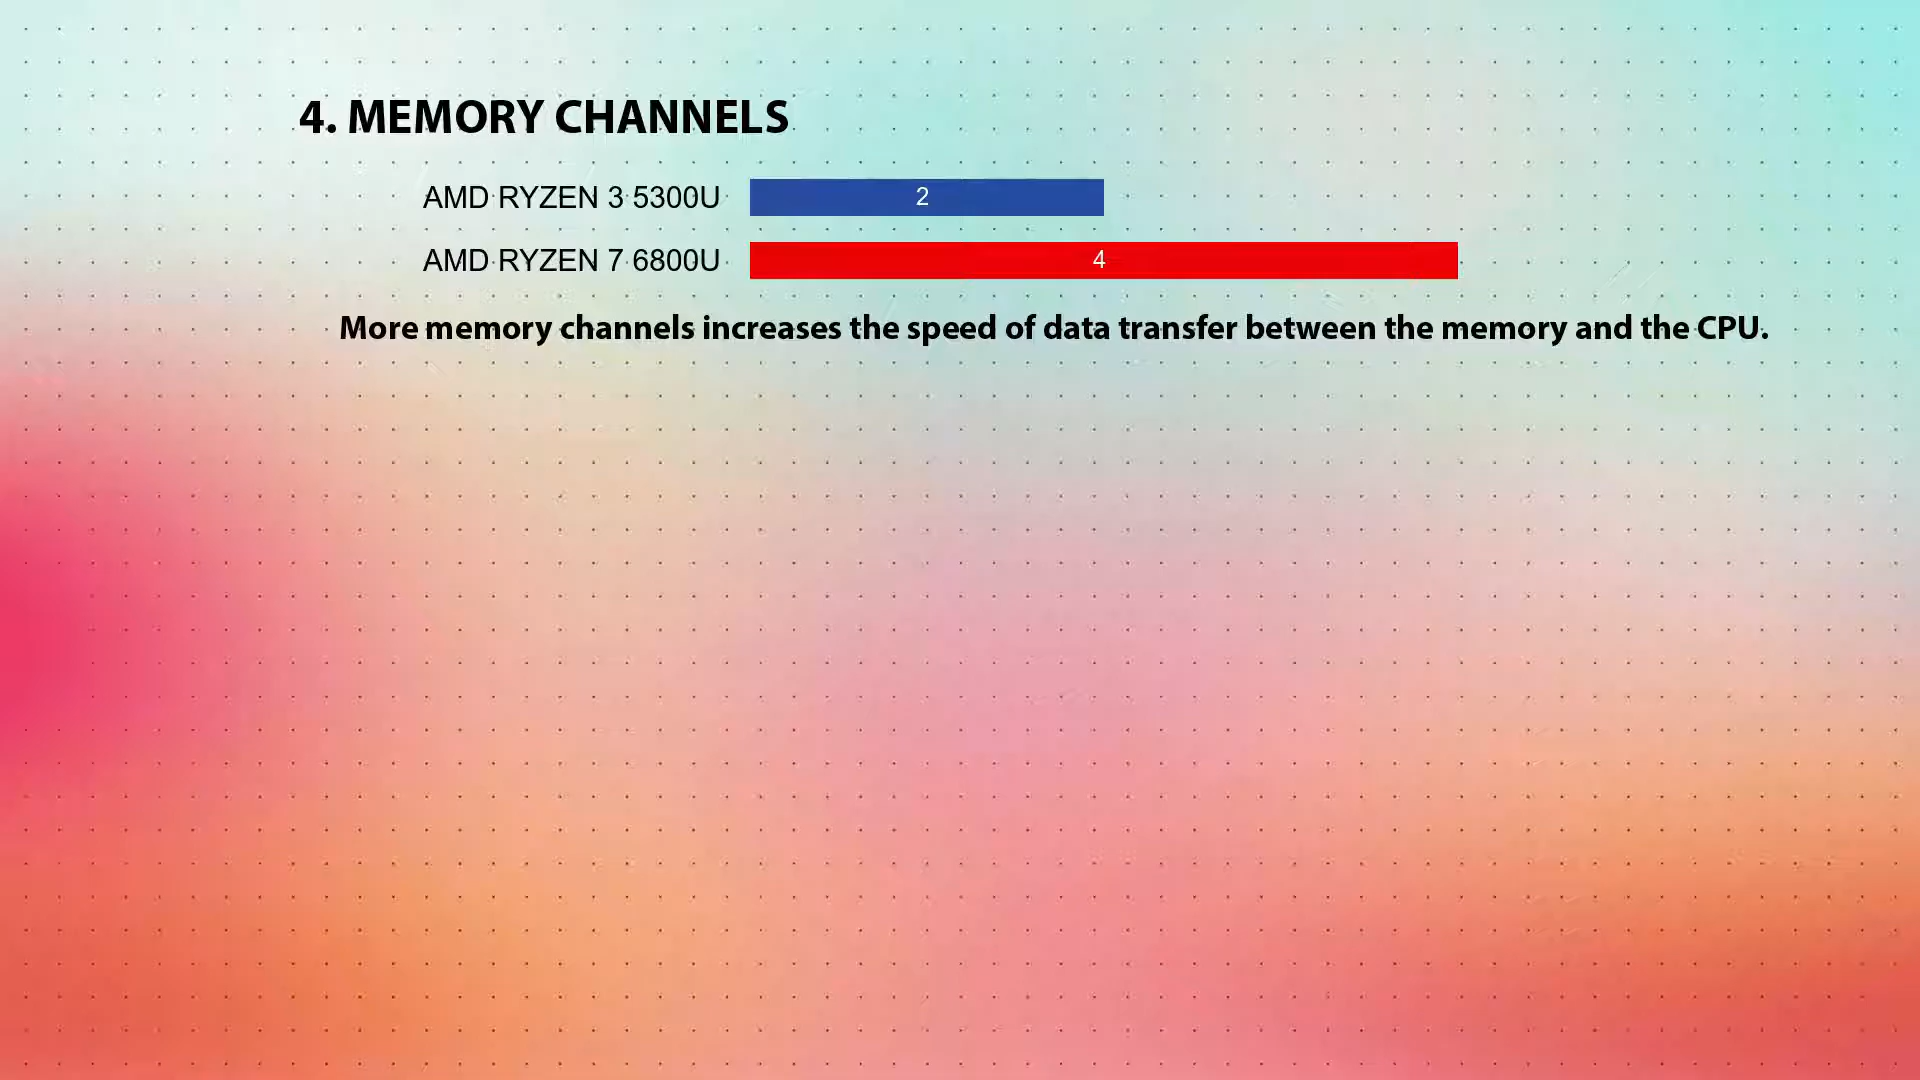 4. MEMORY CHANNELS
AMD RYZEN 3 5300U 2
AMD RYZEN 7 6800U 4
More memory channels increases the speed of data transfer between the memory and the CPU.